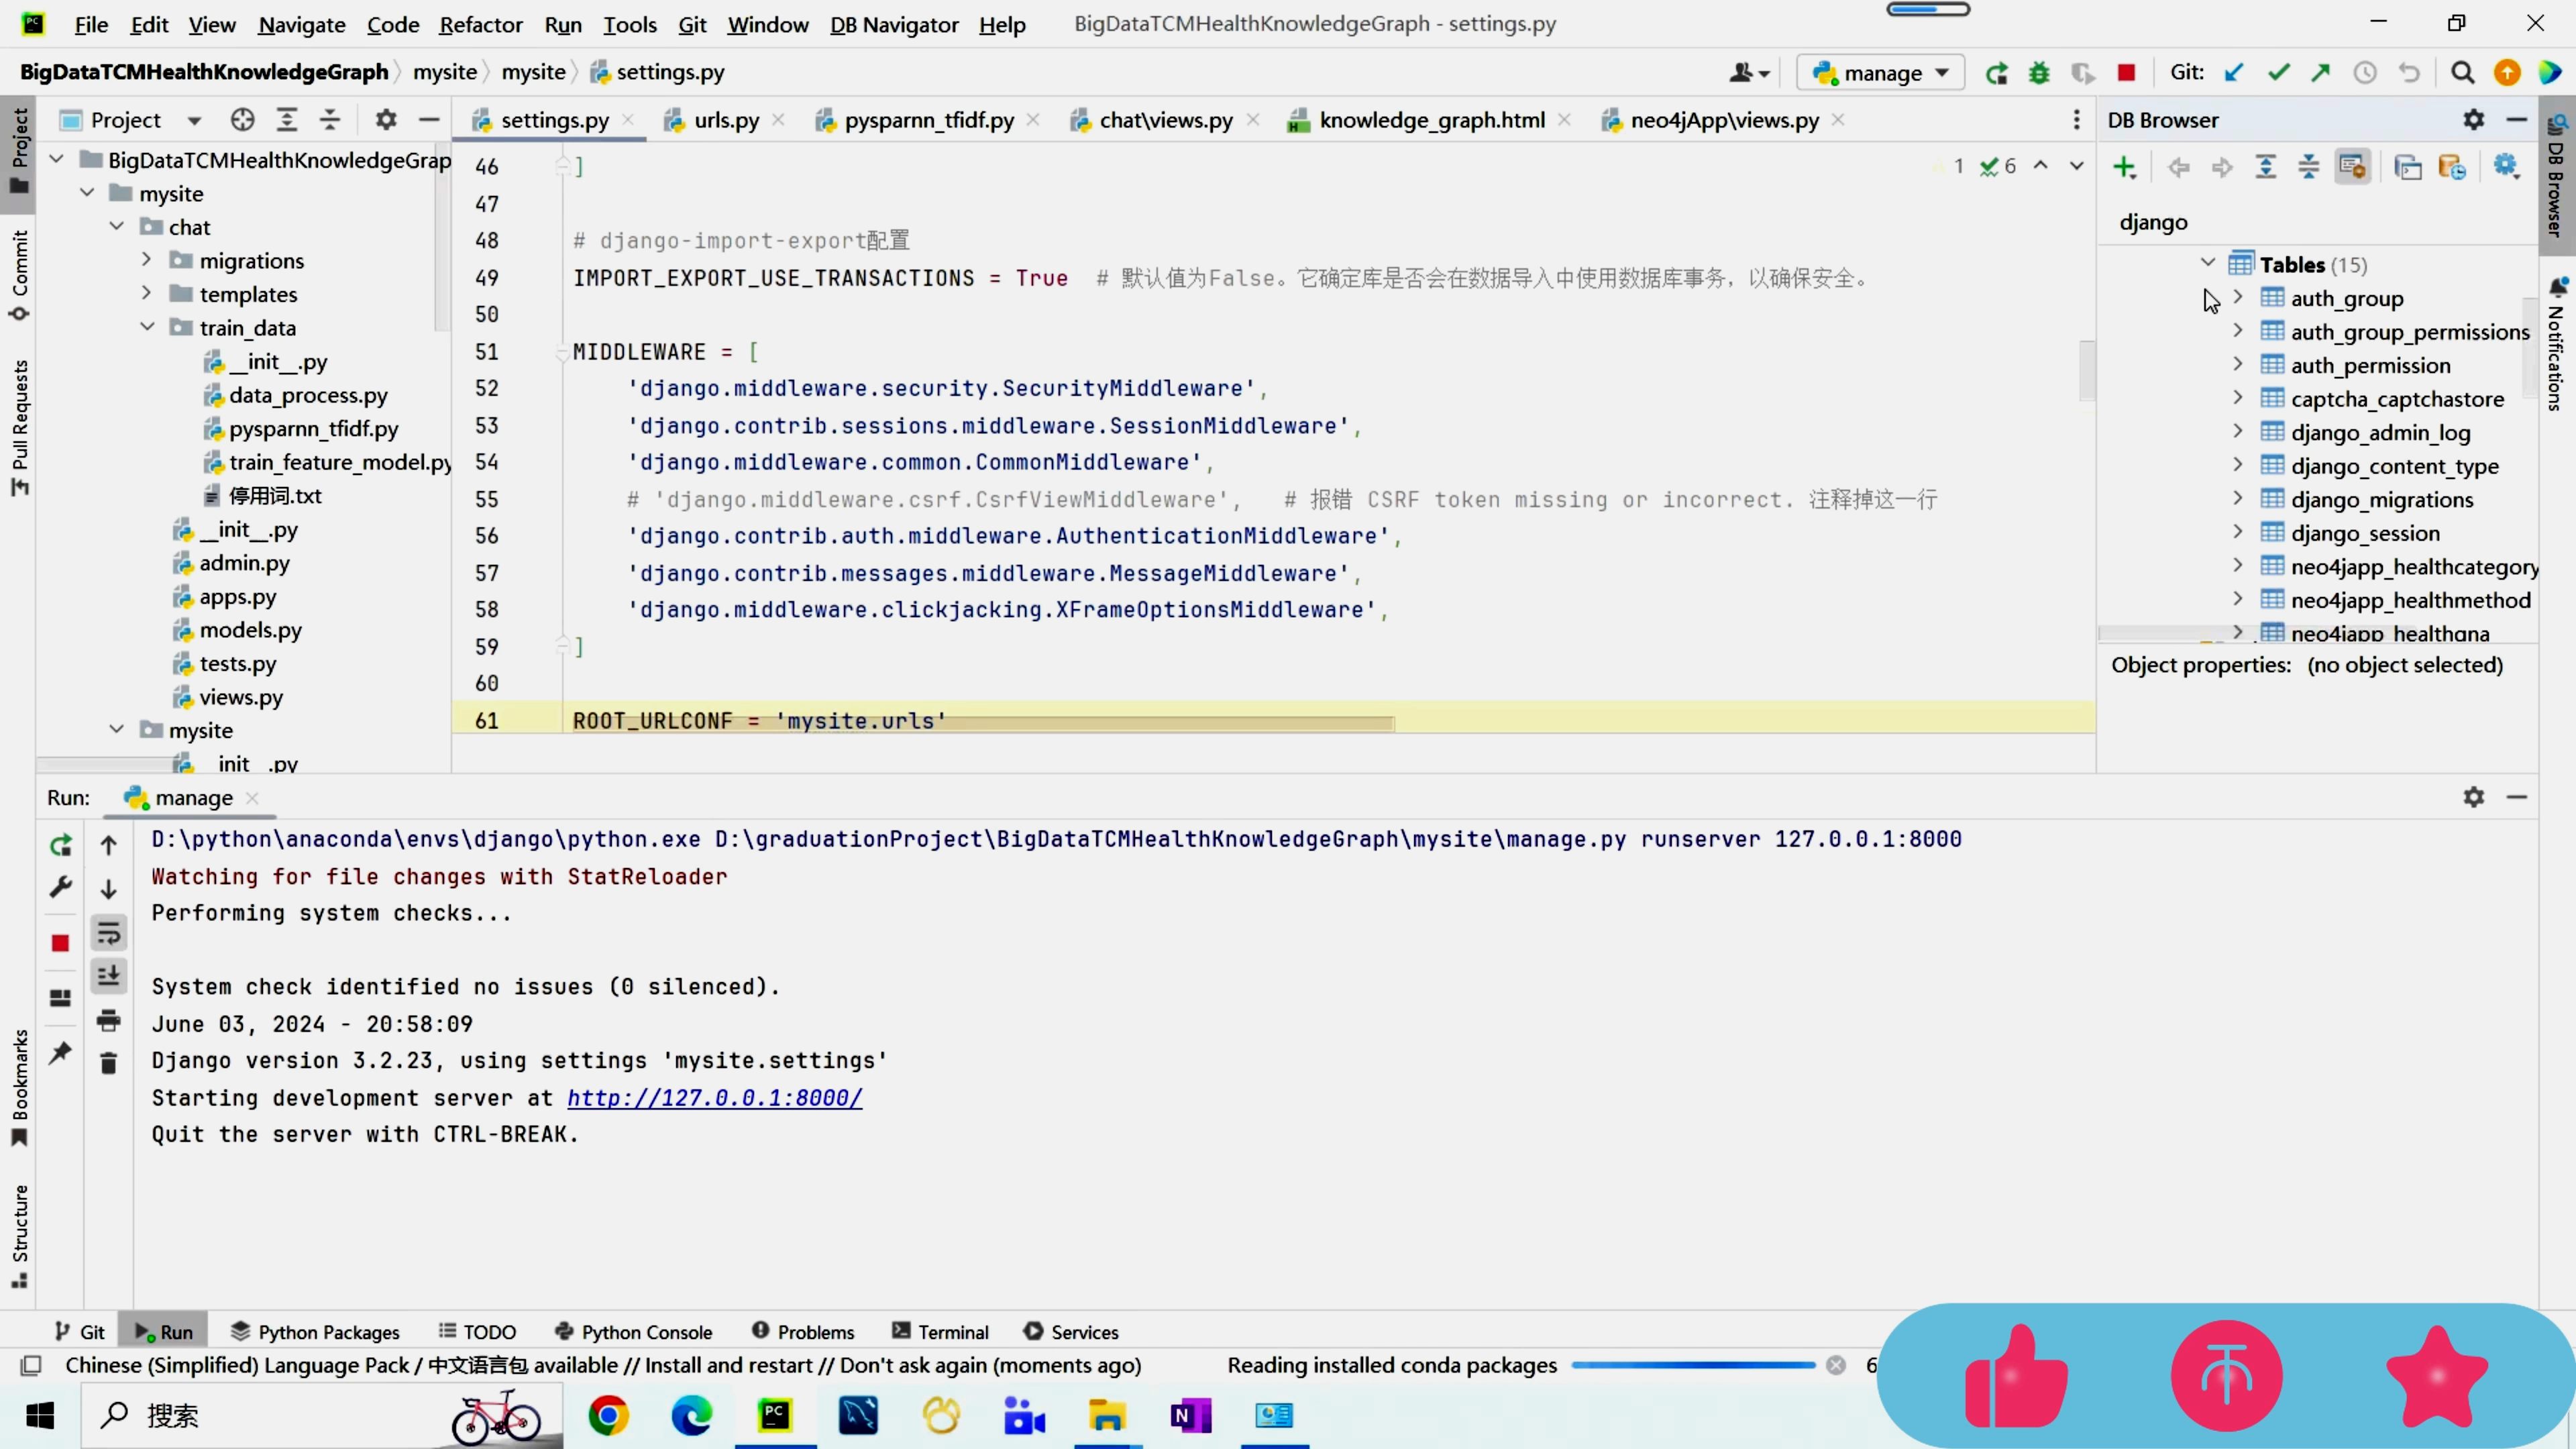 File Edit View Navigate Code Refactor Run Tools Git Window DB Navigator Help BigDataTCMHealthKnowledgeGraph - settings.py
BigDataTCMHealthKnowledgeGraph mysite mysite settings.py manage Git:
Project settings.py urls.py pysparnn_tfidf.py chat\views.py knowledge_graph.html neo4jApp\views.py DB Browser
Project
Commit
Pull Requests
Bookmarks
Structure
BigDataTCMHealthKnowledgeGrap
mysite
chat
migrations
templates
train_data
__init__.py
data_process.py
pysparnn_tfidf.py
train_feature_model.py
停用词.txt
__init__.py
admin.py
apps.py
models.py
tests.py
views.py
mysite
__init__.py
1 6
46 ]
47
48 # django-import-export配置
49 IMPORT_EXPORT_USE_TRANSACTIONS = True # 默认值为False。它确定库是否会在数据导入中使用数据库事务，以确保安全。
50
51 MIDDLEWARE = [
52 'django.middleware.security.SecurityMiddleware',
53 'django.contrib.sessions.middleware.SessionMiddleware',
54 'django.middleware.common.CommonMiddleware',
55 # 'django.middleware.csrf.CsrfViewMiddleware', # 报错 CSRF token missing or incorrect. 注释掉这一行
56 'django.contrib.auth.middleware.AuthenticationMiddleware',
57 'django.contrib.messages.middleware.MessageMiddleware',
58 'django.middleware.clickjacking.XFrameOptionsMiddleware',
59 ]
60
61 ROOT_URLCONF = 'mysite.urls'
django
Tables (15)
auth_group
auth_group_permissions
auth_permission
captcha_captchastore
django_admin_log
django_content_type
django_migrations
django_session
neo4japp_healthcategory
neo4japp_healthmethod
neo4japp_healthqna
Object properties: (no object selected)
DB Browser
Notifications
Run: manage
D:\python\anaconda\envs\django\python.exe D:\graduationProject\BigDataTCMHealthKnowledgeGraph\mysite\manage.py runserver 127.0.0.1:8000
Watching for file changes with StatReloader
Performing system checks...
System check identified no issues (0 silenced).
June 03, 2024 - 20:58:09
Django version 3.2.23, using settings 'mysite.settings'
Starting development server at http://127.0.0.1:8000/
Quit the server with CTRL-BREAK.
Git Run Python Packages TODO Python Console Problems Terminal Services
Chinese (Simplified) Language Pack / 中文语言包 available // Install and restart // Don't ask again (moments ago) Reading installed conda packages 6
搜索